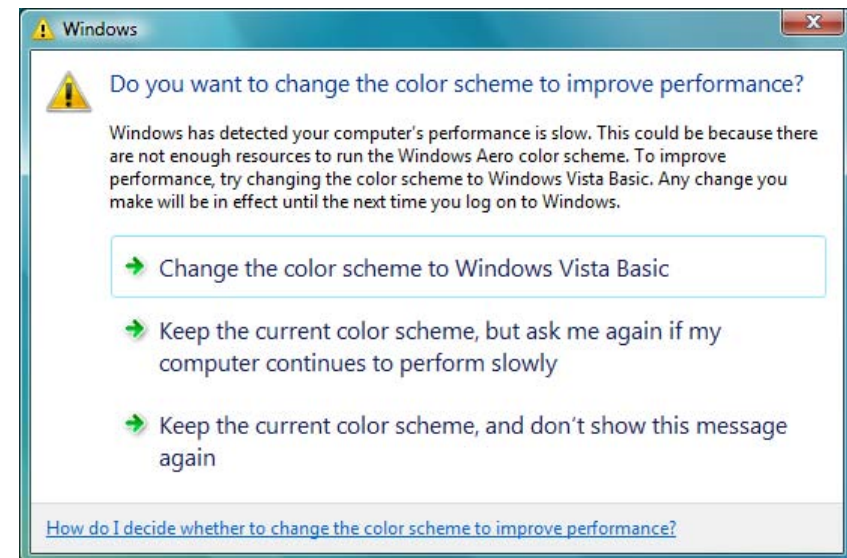 Windows
Do you want to change the color scheme to improve performance?
Windows has detected your computer's performance is slow. This could be because there
are not enough resources to run the Windows Aero color scheme. To improve
performance, try changing the color scheme to Windows Vista Basic. Any change you
make will be in effect until the next time you log on to Windows.
Change the color scheme to Windows Vista Basic
Keep the current color scheme, but ask me again if my
computer continues to perform slowly
Keep the current color scheme, and don't show this message
again
How do I decide whether to change the color scheme to improve performance?